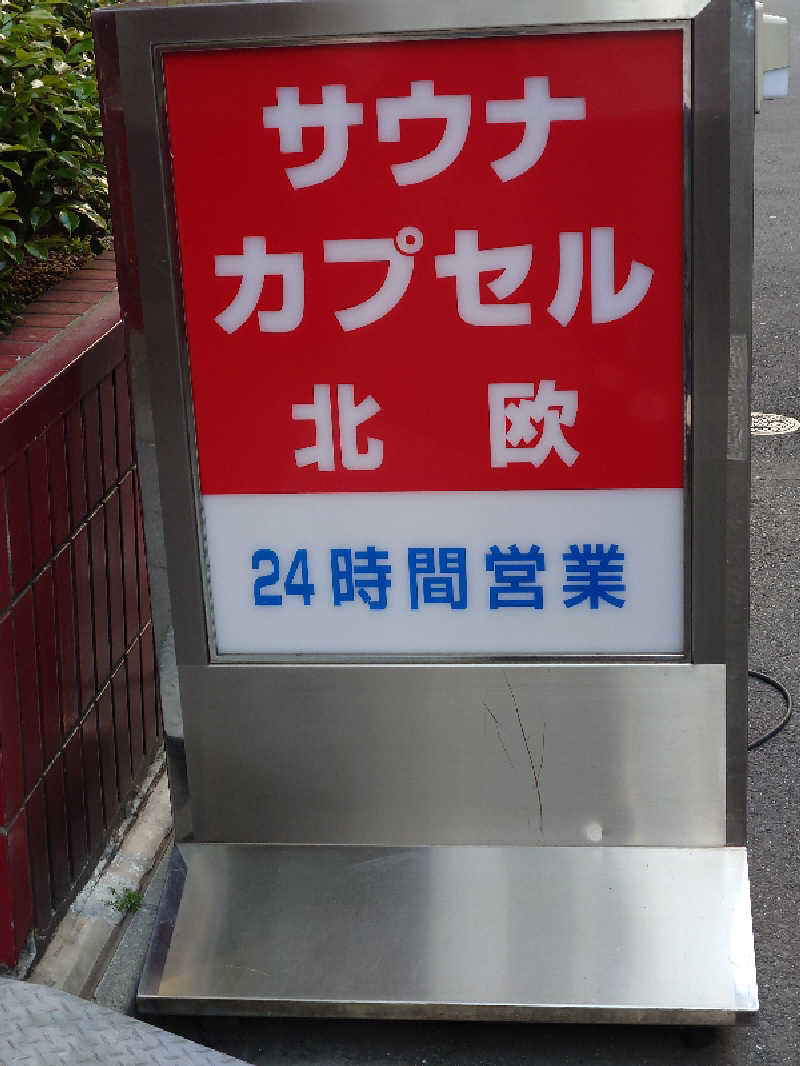 サウナ
カプセル
北 欧
24時間営業